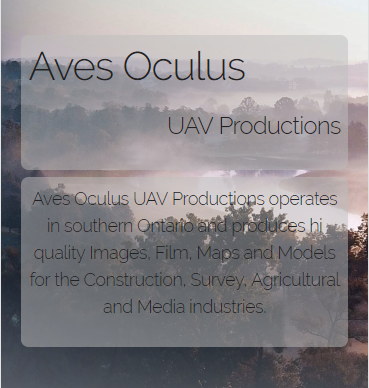 Aves Oculus
UAV Productions
Aves Oculus UAV Productions operates
in southern Ontario and produces hi
quality Images, Film, Maps and Models
for the Construction, Survey, Agricultural
and Media industries.